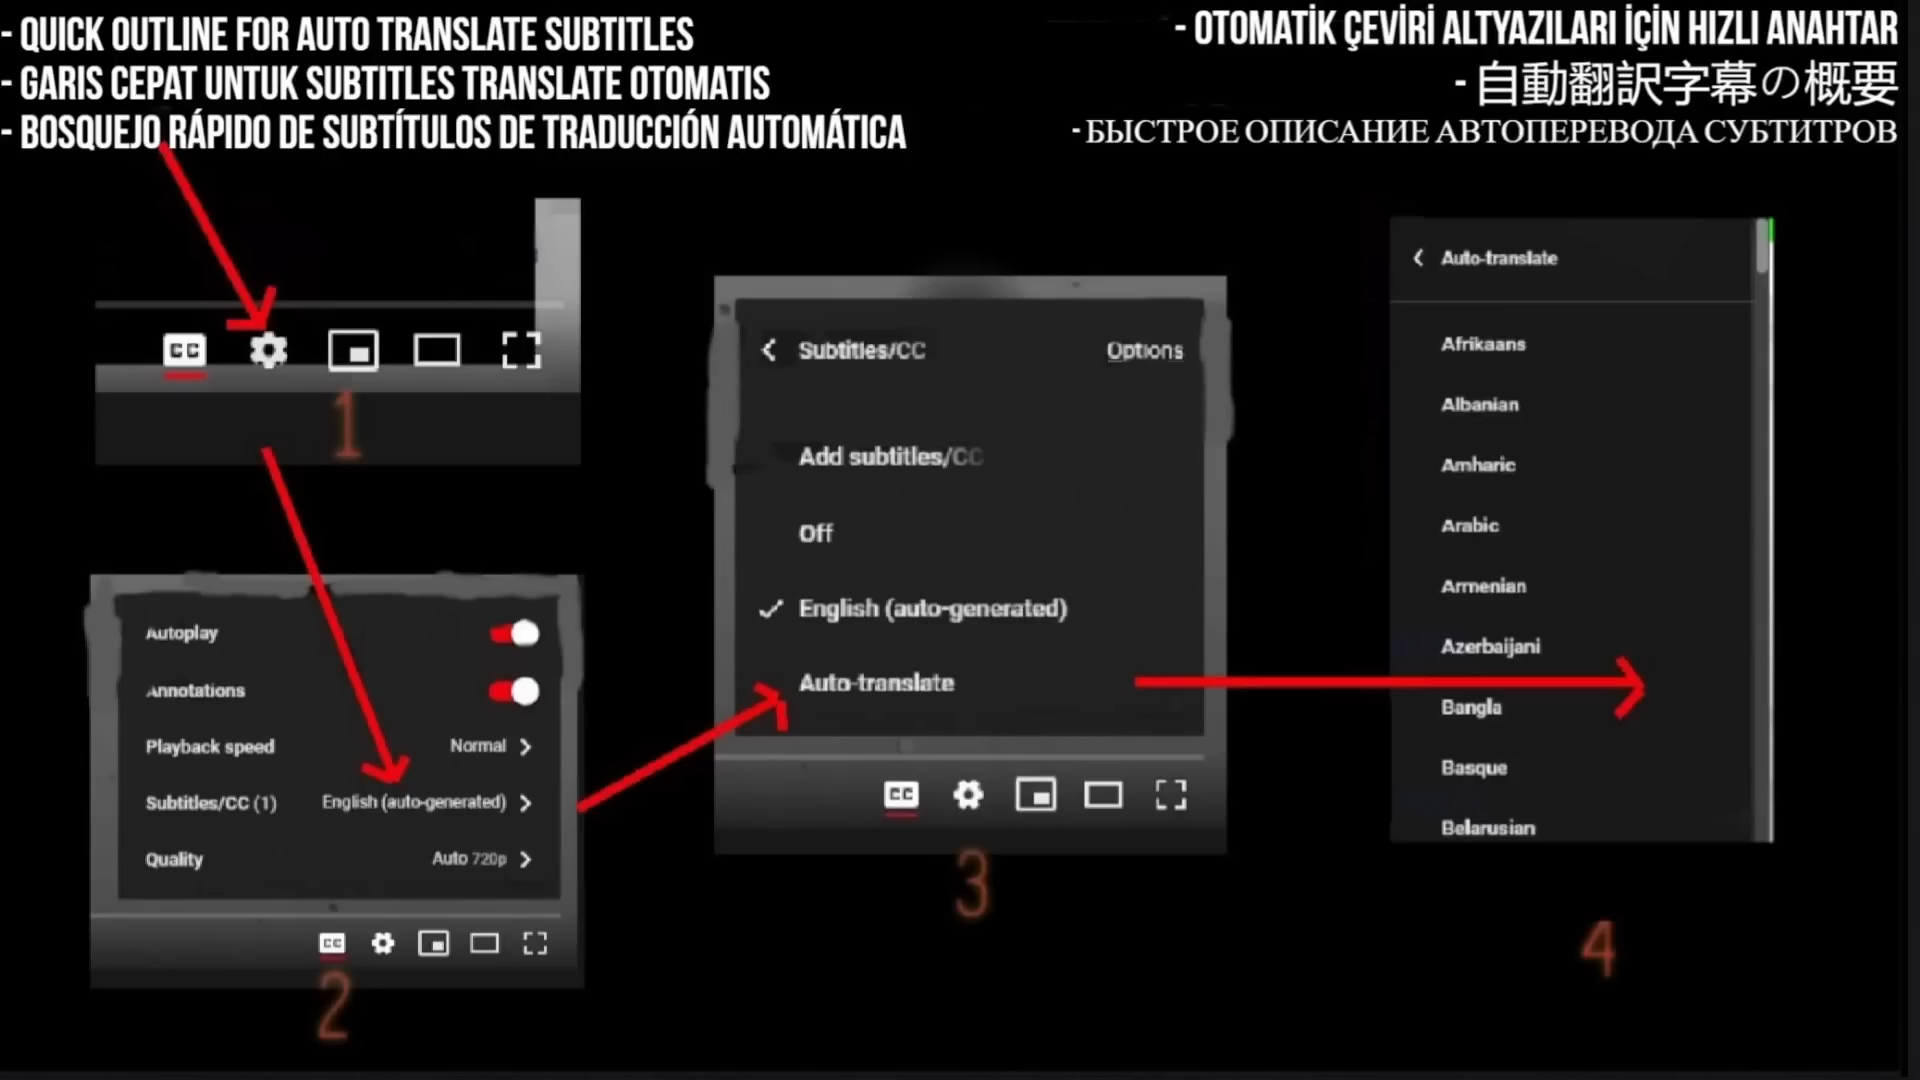 - QUICK OUTLINE FOR AUTO TRANSLATE SUBTITLES
- GARIS CEPAT UNTUK SUBTITLES TRANSLATE OTOMATIS
- BOSQUEJO RÁPIDO DE SUBTÍTULOS DE TRADUCCIÓN AUTOMÁTICA
- OTOMATİK ÇEVİRİ ALTYAZILARI İÇİN HIZLI ANAHTAR
- 自動翻訳字幕の概要
- БЫСТРОЕ ОПИСАНИЕ АВТОПЕРЕВОДА СУБТИТРОВ
CC
1
Autoplay
Annotations
Playback speed Normal
Subtitles/CC (1) English (auto-generated)
Quality Auto 720p
CC
2
Subtitles/CC Options
Add subtitles/CC
Off
English (auto-generated)
Auto-translate
CC
3
Auto-translate
Afrikaans
Albanian
Amharic
Arabic
Armenian
Azerbaijani
Bangla
Basque
Belarusian
4